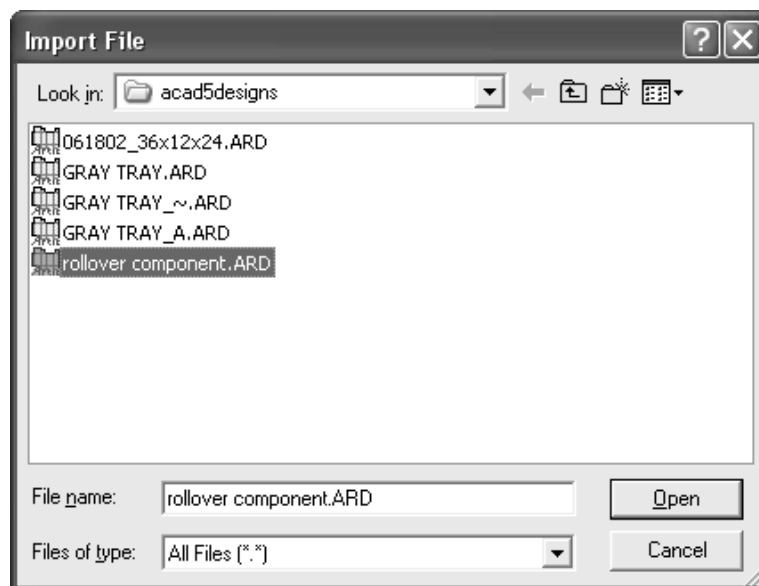 Import File
Look in: acad5designs
061802_36x12x24.ARD
GRAY TRAY.ARD
GRAY TRAY_~.ARD
GRAY TRAY_A.ARD
rollover component.ARD
File name: rollover component.ARD Open
Files of type: All Files (*.*) Cancel